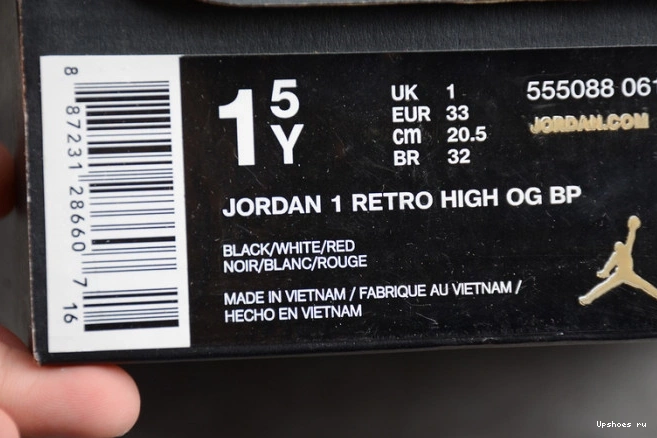 8 87231 28660 7 16
1 5 Y
UK 1
EUR 33
cm 20.5
BR 32
555088 061
JORDAN.COM
JORDAN 1 RETRO HIGH OG BP
BLACK/WHITE/RED
NOIR/BLANC/ROUGE
MADE IN VIETNAM / FABRIQUE AU VIETNAM /
HECHO EN VIETNAM
Upshoes ru